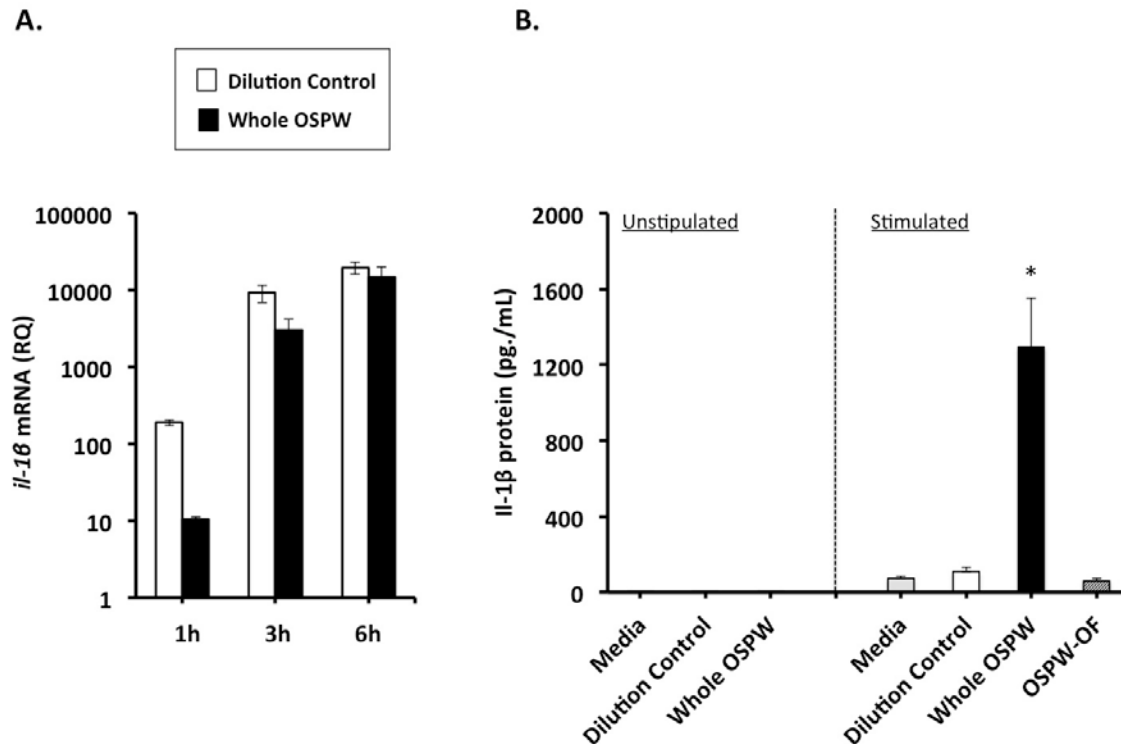 A.
Dilution Control
Whole OSPW
100000
10000
1000
100
10
1
il-1β mRNA (RQ)
1h 3h 6h
B.
2000
1600
1200
800
400
0
Il-1β protein (pg./mL)
Unstipulated Stimulated
*
Media
Dilution Control
Whole OSPW
Media
Dilution Control
Whole OSPW
OSPW-OF